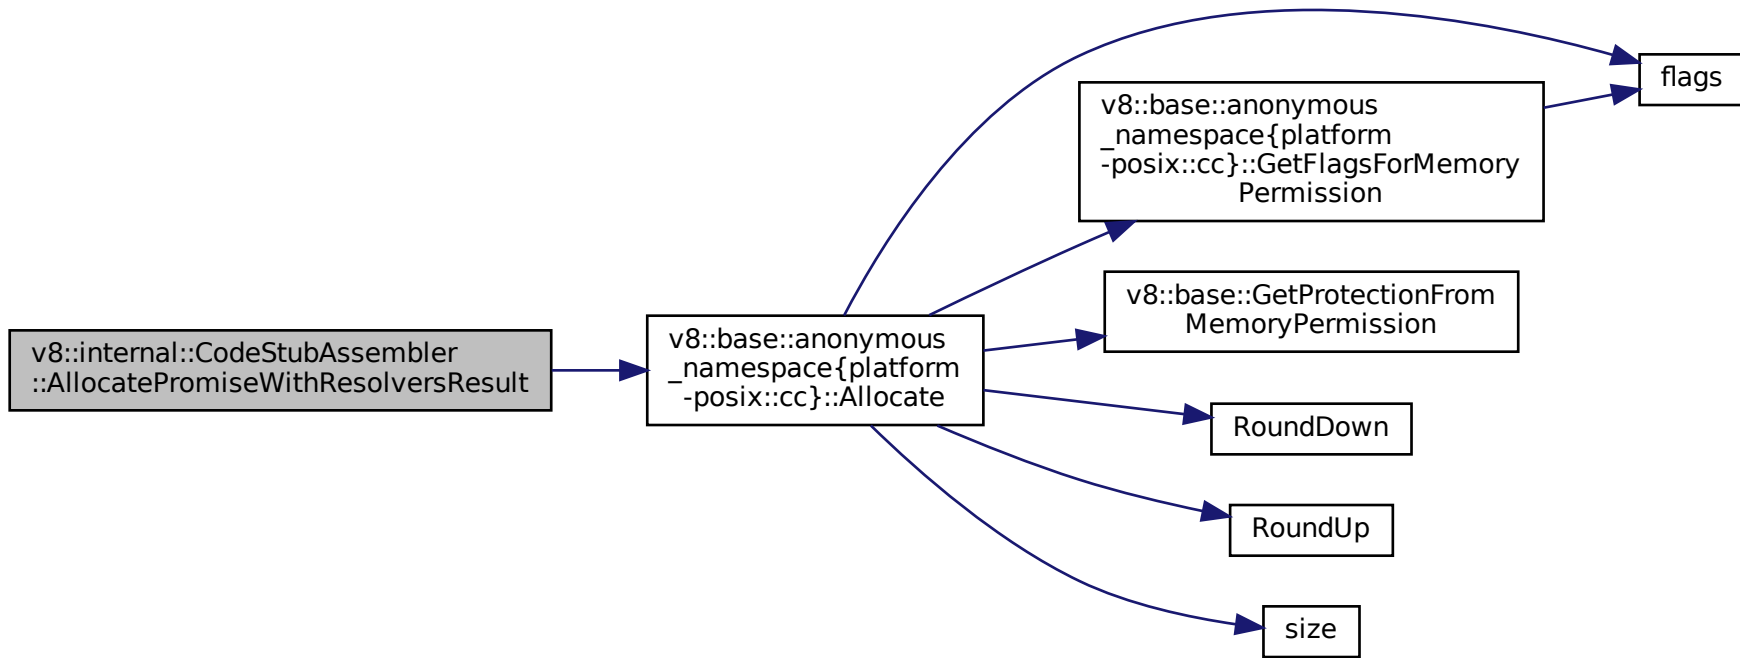 v8::internal::CodeStubAssembler
::AllocatePromiseWithResolversResult
v8::base::anonymous
_namespace{platform
-posix::cc}::Allocate
v8::base::anonymous
_namespace{platform
-posix::cc}::GetFlagsForMemory
Permission
flags
v8::base::GetProtectionFrom
MemoryPermission
RoundDown
RoundUp
size